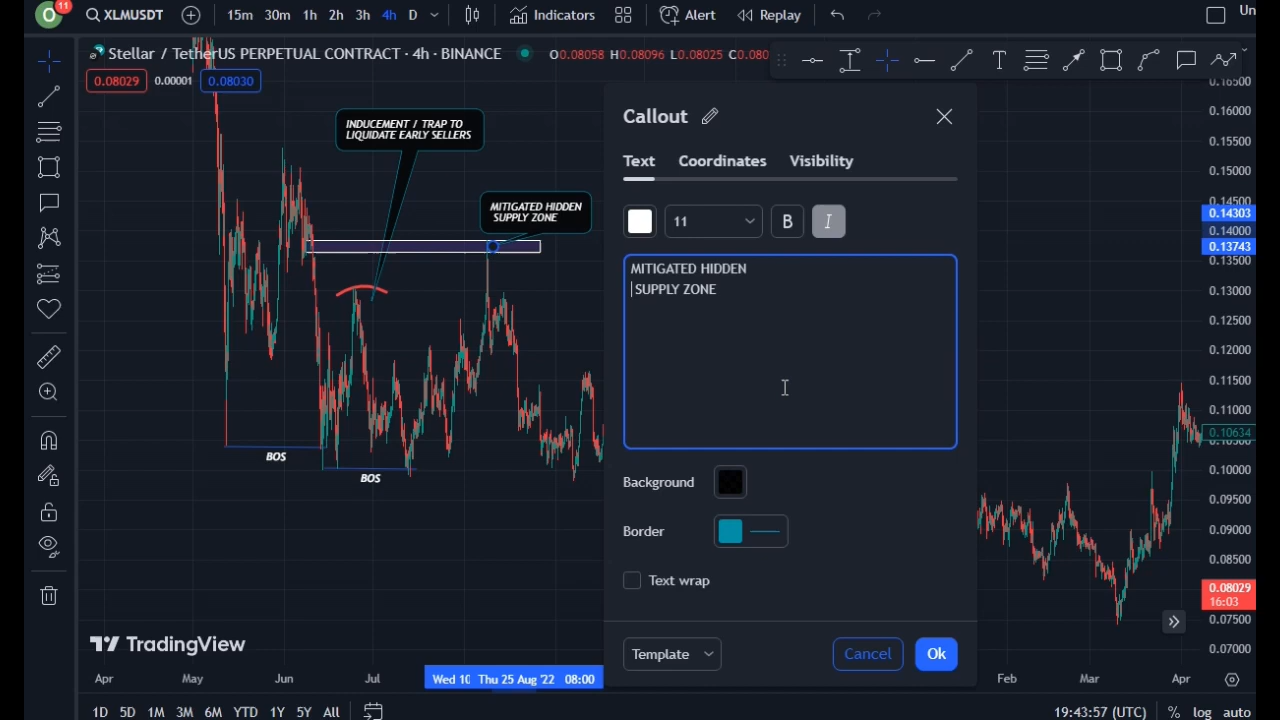 O
11
XLMUSDT
15m 30m 1h 2h 3h 4h D
Indicators
Alert
Replay
Un
Stellar / TetherUS PERPETUAL CONTRACT · 4h · BINANCE
O0.08058 H0.08096 L0.08025 C0.080
0.08029 0.00001 0.08030
INDUCEMENT / TRAP TO
LIQUIDATE EARLY SELLERS
MITIGATED HIDDEN
SUPPLY ZONE
BOS
BOS
Callout
Text Coordinates Visibility
11
B
I
MITIGATED HIDDEN
SUPPLY ZONE
Background
Border
Text wrap
Template
Cancel
Ok
0.16500
0.16000
0.15500
0.15000
0.14500
0.14303
0.14000
0.13743
0.13500
0.13000
0.12500
0.12000
0.11500
0.11000
0.10634
0.10500
0.10000
0.09500
0.09000
0.08500
0.08029
16:03
0.07500
0.07000
TradingView
Apr May Jun Jul Wed 10 Thu 25 Aug '22 08:00 Feb Mar Apr
1D 5D 1M 3M 6M YTD 1Y 5Y All
19:43:57 (UTC) % log auto